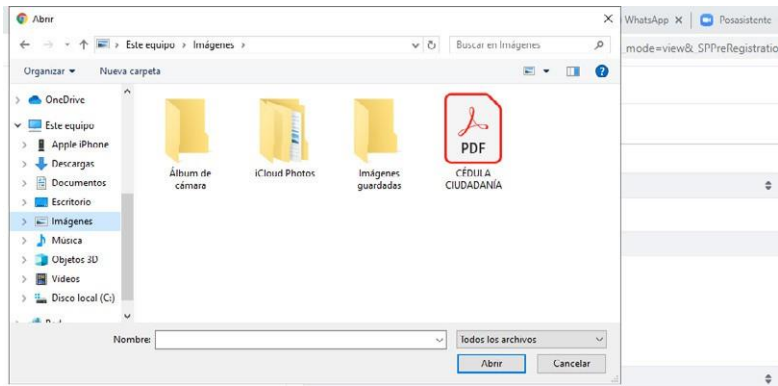 Abrir
WhatsApp
Posasistente
Este equipo > Imágenes >
Buscar en Imágenes
_mode=view&_SPPreRegistratio
Organizar
Nueva carpeta
OneDrive
Este equipo
Apple iPhone
Descargas
Documentos
Escritorio
Imágenes
Música
Objetos 3D
Vídeos
Disco local (C:)
Álbum de
cámara
iCloud Photos
Imágenes
guardadas
PDF
CÉDULA
CIUDADANÍA
Nombre:
Todos los archivos
Abrir
Cancelar